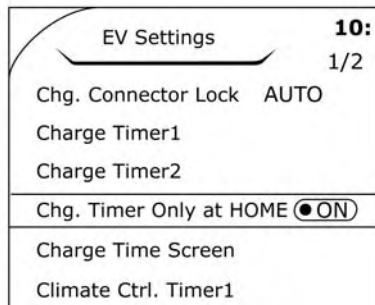 EV Settings
10:
1/2
Chg. Connector Lock AUTO
Charge Timer1
Charge Timer2
Chg. Timer Only at HOME ON
Charge Time Screen
Climate Ctrl. Timer1